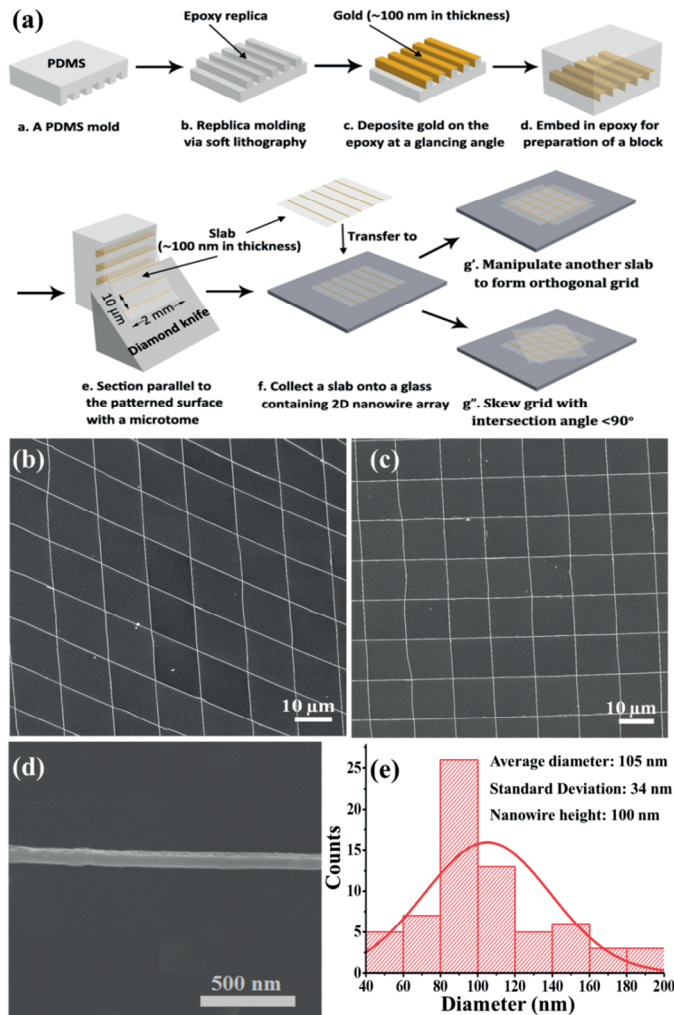 (a)
PDMS
Epoxy replica
Gold (~100 nm in thickness)
a. A PDMS mold
b. Repblica molding
via soft lithography
c. Deposite gold on the
epoxy at a glancing angle
d. Embed in epoxy for
preparation of a block
Slab
(~100 nm in thickness)
Transfer to
10 μm
2 mm
Diamond knife
g'. Manipulate another slab
to form orthogonal grid
e. Section parallel to
the patterned surface
with a microtome
f. Collect a slab onto a glass
containing 2D nanowire array
g". Skew grid with
intersection angle <90°
(b)
10 μm
(c)
10 μm
(d)
500 nm
(e)
Average diameter: 105 nm
Standard Deviation: 34 nm
Nanowire height: 100 nm
Counts
25
20
15
10
5
0
40 60 80 100 120 140 160 180 200
Diameter (nm)